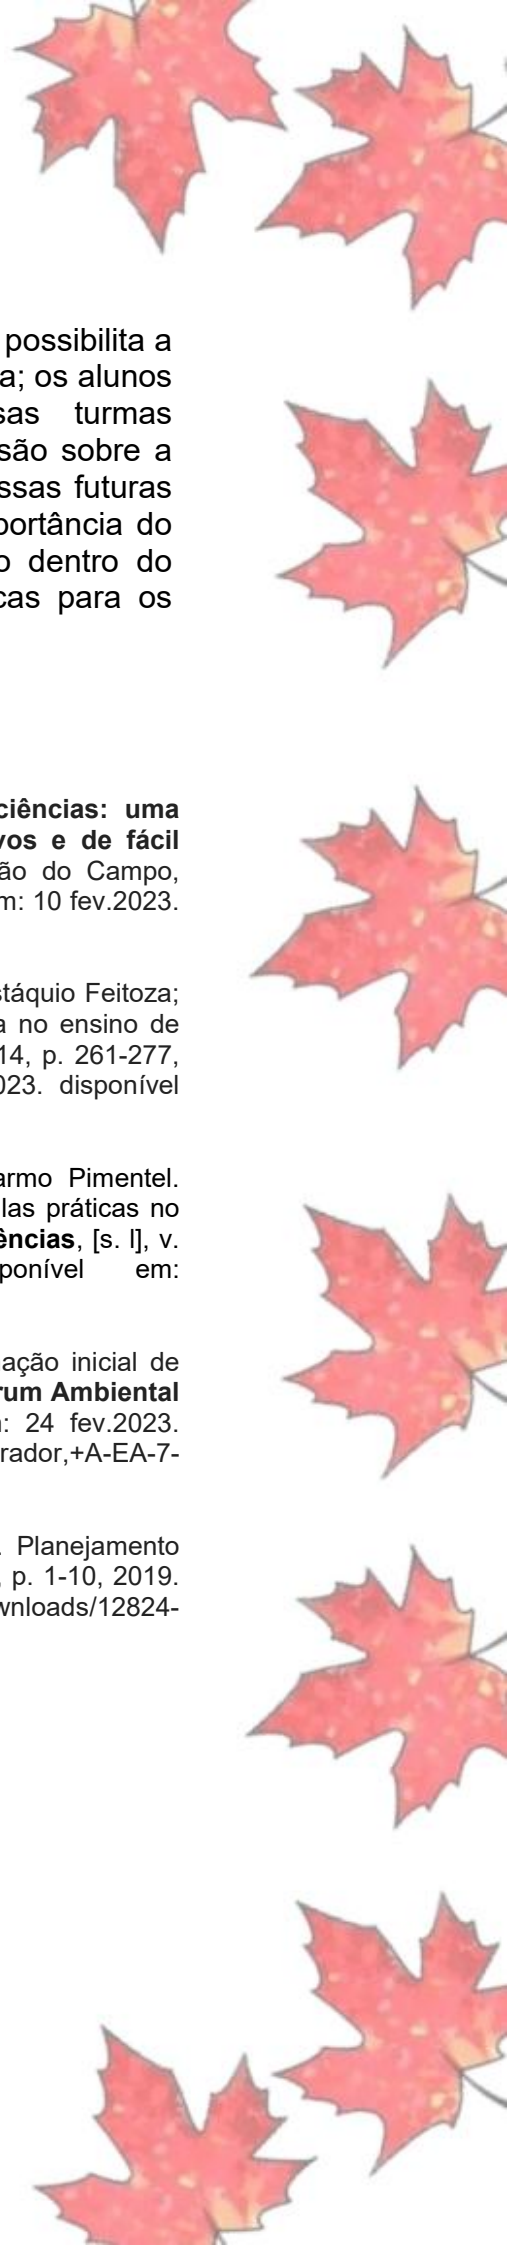 possibilita a
a; os alunos
sas turmas
são sobre a
ssas futuras
portância do
o dentro do
cas para os
ciências: uma
vos e de fácil
ão do Campo,
m: 10 fev.2023.
stáquio Feitoza;
a no ensino de
14, p. 261-277,
023. disponível
armo Pimentel.
las práticas no
ências, [s. l], v.
ponível em:
ação inicial de
rum Ambiental
: 24 fev.2023.
rador,+A-EA-7-
. Planejamento
, p. 1-10, 2019.
wnloads/12824-